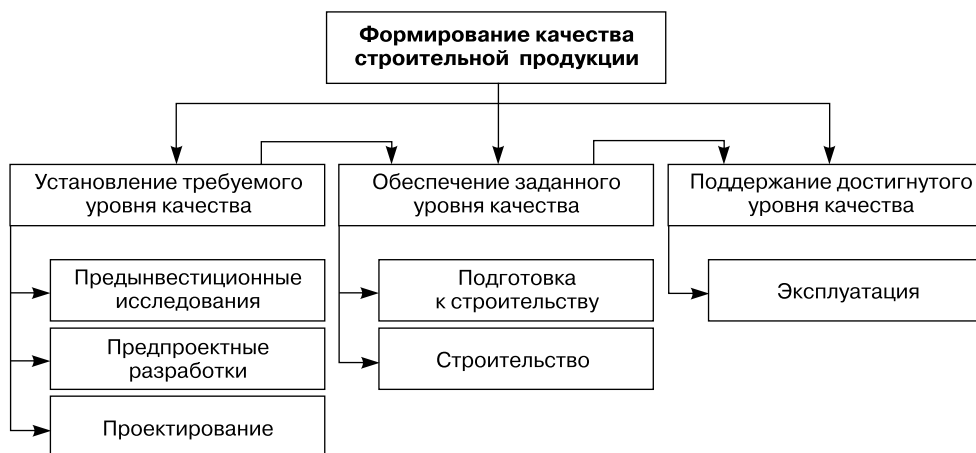 Формирование качества
строительной продукции
Установление требуемого
уровня качества
Обеспечение заданного
уровня качества
Поддержание достигнутого
уровня качества
Предынвестиционные
исследования
Предпроектные
разработки
Проектирование
Подготовка
к строительству
Строительство
Эксплуатация